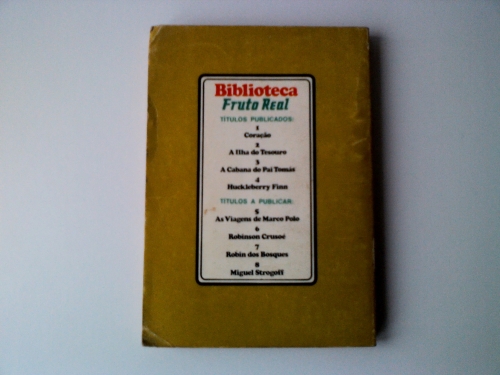 Biblioteca
Fruto Real
TÍTULOS PUBLICADOS:
1
Coração
2
A Ilha do Tesouro
3
A Cabana do Pai Tomás
4
Huckleberry Finn
TÍTULOS A PUBLICAR:
5
As Viagens de Marco Polo
6
Robinson Crusoé
7
Robin dos Bosques
8
Miguel Strogoff